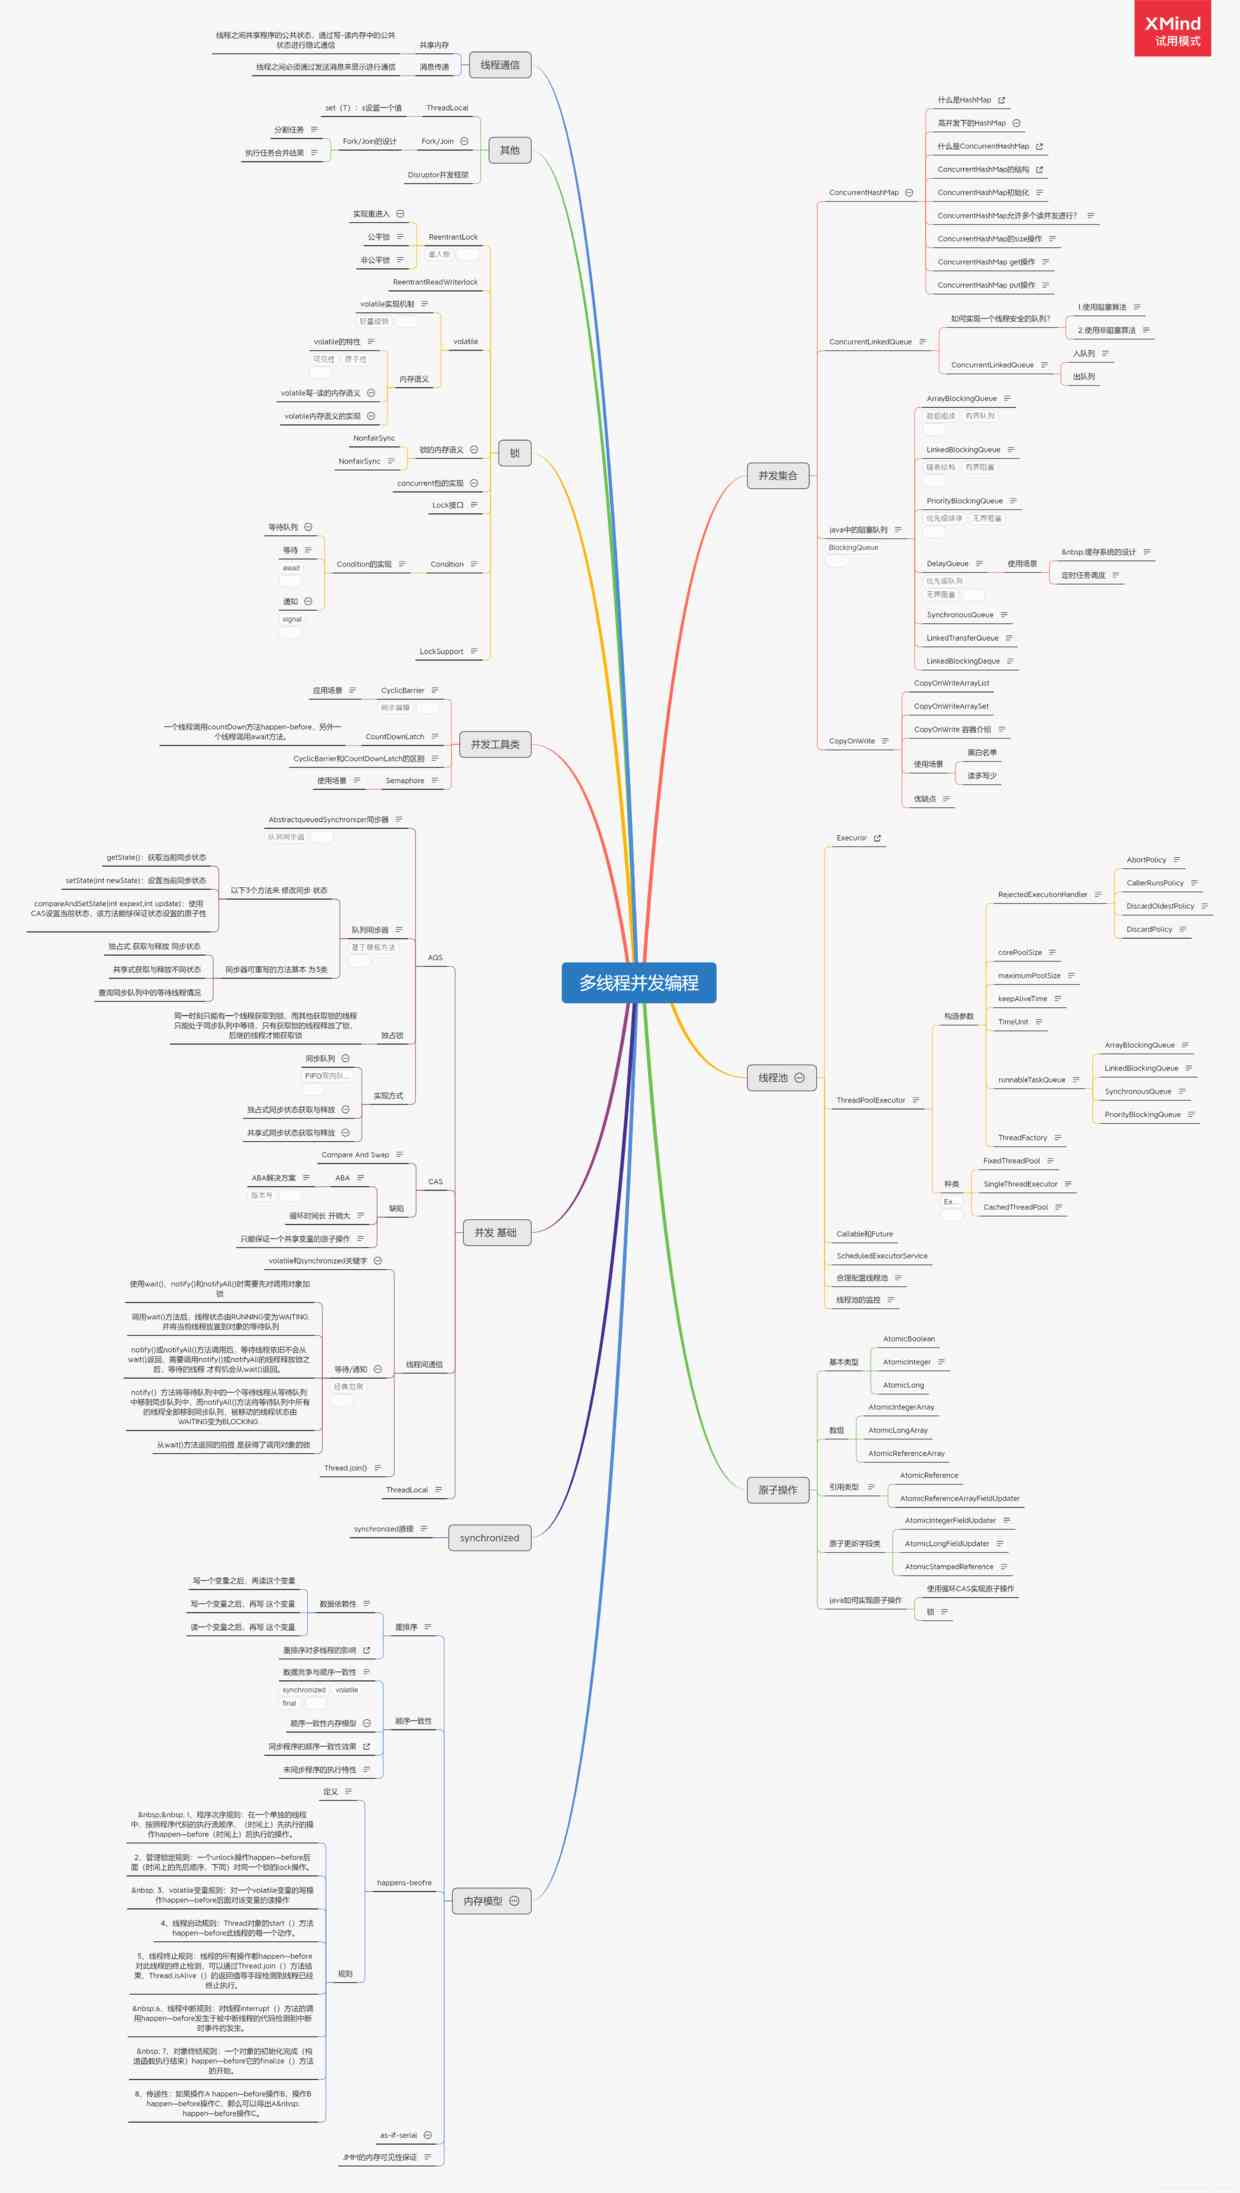 XMind
试用模式
多线程并发编程
线程通信
共享内存
线程之间共享程序的公共状态，通过写-读内存中的公共
状态进行隐式通信
消息传递
线程之间必须通过发送消息来显示进行通信
其他
ThreadLocal
set（T）：s设置一个值
Fork/Join
Fork/Join的设计
分割任务
执行任务合并结果
Disruptor并发框架
锁
ReentrantLock
重入锁
实现重进入
公平锁
非公平锁
ReentrantReadWriterlock
volatile
volatile实现机制
轻量级锁
内存语义
volatile的特性
可见性
原子性
volatile写-读的内存语义
volatile内存语义的实现
锁的内存语义
NonfairSync
NonfairSync
concurrent包的实现
Lock接口
Condition
Condition的实现
等待队列
等待
await
通知
signal
LockSupport
并发工具类
CyclicBarrier
同步屏障
应用场景
CountDownLatch
一个线程调用countDown方法happen-before，另外一
个线程调用await方法。
CyclicBarrier和CountDownLatch的区别
Semaphore
使用场景
并发 基础
AQS
AbstractqueuedSynchronizer同步器
队列同步器
队列同步器
基于模板方法
以下3个方法来 修改同步 状态
getState()：获取当前同步状态
setState(int newState)：设置当前同步状态
compareAndSetState(int expext,int update)：使用
CAS设置当前状态，该方法能够保证状态设置的原子性
同步器可重写的方法基本 为3类
独占式 获取与释放 同步状态
共享式获取与释放不同状态
查询同步队列中的等待线程情况
独占锁
同一时刻只能有一个线程获取到锁，而其他获取锁的线程
只能处于同步队列中等待，只有获取锁的线程释放了锁，
后继的线程才能获取锁
实现方式
同步队列
FIFO双向队...
独占式同步状态获取与释放
共享式同步状态获取与释放
CAS
Compare And Swap
缺陷
ABA
ABA解决方案
版本号
循环时间长 开销大
只能保证一个共享变量的原子操作
线程间通信
volatile和synchronized关键字
等待/通知
经典范例
使用wait()、notify()和notifyAll()时需要先对调用对象加
锁
调用wait()方法后，线程状态由RUNNING变为WAITING,
并将当前线程放置到对象的等待队列
notify()或notifyAll()方法调用后，等待线程依旧不会从
wait()返回，需要调用notify()或notifyAll的线程释放锁之
后，等待的线程 才有机会从wait()返回。
notify()  方法将等待队列中的一个等待线程从等待队列
中移到同步队列中，而notifyAll()方法将等待队列中所有
的线程全部移到同步队列，被移动的线程状态由
WAITING变为BLOCKING .
从wait()方法返回的前提 是获得了调用对象的锁
Thread.join()
ThreadLocal
synchronized
synchronized原理
内存模型
重排序
数据依赖性
写一个变量之后，再读这个变量
写一个变量之后，再写 这个变量
读一个变量之后，再写 这个变量
重排序对多线程的影响
顺序一致性
数据竞争与顺序一致性
synchronized
volatile
final
顺序一致性内存模型
同步程序的顺序一致性效果
未同步程序的执行特性
happens-beofre
定义
规则
&nbsp;&nbsp; 1、程序次序规则：在一个单独的线程
中，按照程序代码的执行流顺序，（时间上）先执行的操
作happen—before（时间上）后执行的操作。
2、管理锁定规则：一个unlock操作happen—before后
面（时间上的先后顺序，下同）对同一个锁的lock操作。
&nbsp; 3、volatile变量规则：对一个volatile变量的写操
作happen—before后面对该变量的读操作
4、线程启动规则：Thread对象的start（）方法
happen—before此线程的每一个动作。
5、线程终止规则：线程的所有操作都happen—before
对此线程的终止检测，可以通过Thread.join（）方法结
束、Thread.isAlive（）的返回值等手段检测到线程已经
终止执行。
&nbsp;6、线程中断规则：对线程interrupt（）方法的调
用happen—before发生于被中断线程的代码检测到中断
时事件的发生。
&nbsp; 7、对象终结规则：一个对象的初始化完成（构
造函数执行结束）happen—before它的finalize（）方法
的开始。
8、传递性：如果操作A happen—before操作B，操作B
happen—before操作C，那么可以得出A&nbsp;
happen—before操作C。
as-if-serial
JMM的内存可见性保证
并发集合
ConcurrentHashMap
什么是HashMap
高并发下的HashMap
什么是ConcurrentHashMap
ConcurrentHashMap的结构
ConcurrentHashMap初始化
ConcurrentHashMap允许多个读并发进行？
ConcurrentHashMap的size操作
ConcurrentHashMap get操作
ConcurrentHashMap put操作
ConcurrentLinkedQueue
如何实现一个线程安全的队列？
1.使用阻塞算法
2.使用非阻塞算法
ConcurrentLinkedQueue
入队列
出队列
java中的阻塞队列
BlockingQueue
ArrayBlockingQueue
数组组成
有界队列
LinkedBlockingQueue
链表结构
有界阻塞
PriorityBlockingQueue
优先级排序
无界阻塞
DelayQueue
优先级队列
无界阻塞
使用场景
&nbsp;缓存系统的设计
定时任务调度
SynchronousQueue
LinkedTransferQueue
LinkedBlockingDeque
CopyOnWrite
CopyOnWriteArrayList
CopyOnWriteArraySet
CopyOnWrite 容器介绍
使用场景
黑白名单
读多写少
优缺点
线程池
Executor
ThreadPoolExecutor
构造参数
RejectedExecutionHandler
AbortPolicy
CallerRunsPolicy
DiscardOldestPolicy
DiscardPolicy
corePoolSize
maximumPoolSize
keepAliveTime
TimeUnit
runnableTaskQueue
ArrayBlockingQueue
LinkedBlockingQueue
SynchronousQueue
PriorityBlockingQueue
ThreadFactory
种类
Ex...
FixedThreadPool
SingleThreadExecutor
CachedThreadPool
Callable和Future
ScheduledExecutorService
合理配置线程池
线程池的监控
原子操作
基本类型
AtomicBoolean
AtomicInteger
AtomicLong
数组
AtomicIntegerArray
AtomicLongArray
AtomicReferenceArray
引用类型
AtomicReference
AtomicReferenceArrayFieldUpdater
原子更新字段类
AtomicIntegerFieldUpdater
AtomicLongFieldUpdater
AtomicStampedReference
java如何实现原子操作
使用循环CAS实现原子操作
锁